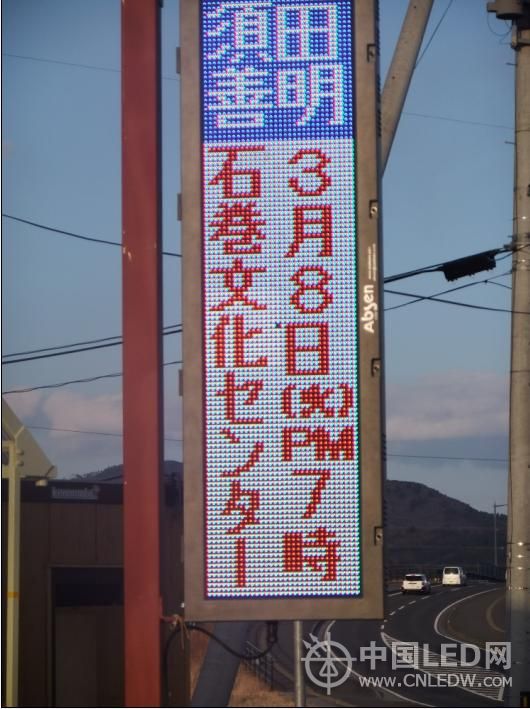 田明
須善
3月8日(火)PM7時
石巻文化センター
Absen
中国LED网
WWW.CNLEDW.COM